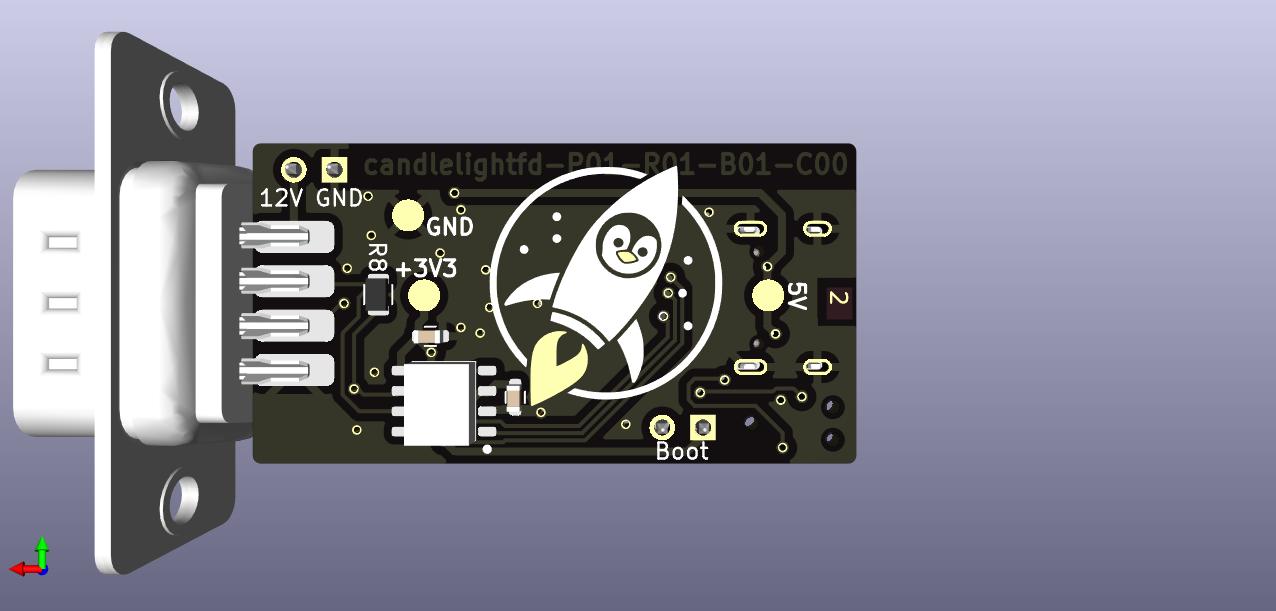 candlelightfd-P01-R01-B01-C00
12V
GND
GND
R8
+3V3
5V
2
Boot